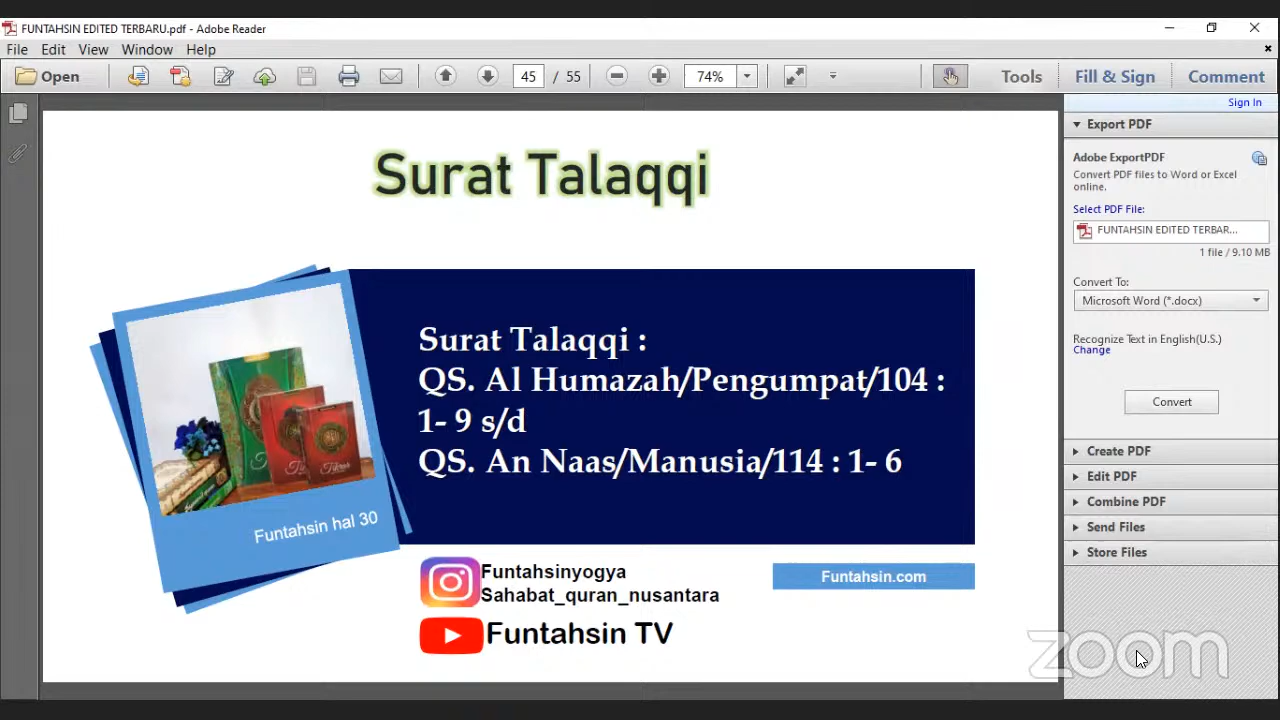 FUNTAHSIN EDITED TERBARU.pdf - Adobe Reader
File Edit View Window Help
Open 45 / 55 74% Tools Fill & Sign Comment
Sign In
Export PDF
Adobe ExportPDF
Convert PDF files to Word or Excel
online.
Select PDF File:
FUNTAHSIN EDITED TERBAR...
1 file / 9.10 MB
Convert To:
Microsoft Word (*.docx)
Recognize Text in English(U.S.)
Change
Convert
Create PDF
Edit PDF
Combine PDF
Send Files
Store Files
Surat Talaqqi
Surat Talaqqi :
QS. Al Humazah/Pengumpat/104 :
1- 9 s/d
QS. An Naas/Manusia/114 : 1- 6
Funtahsin hal 30
Funtahsinyogya
Sahabat_quran_nusantara
Funtahsin.com
Funtahsin TV
zoom